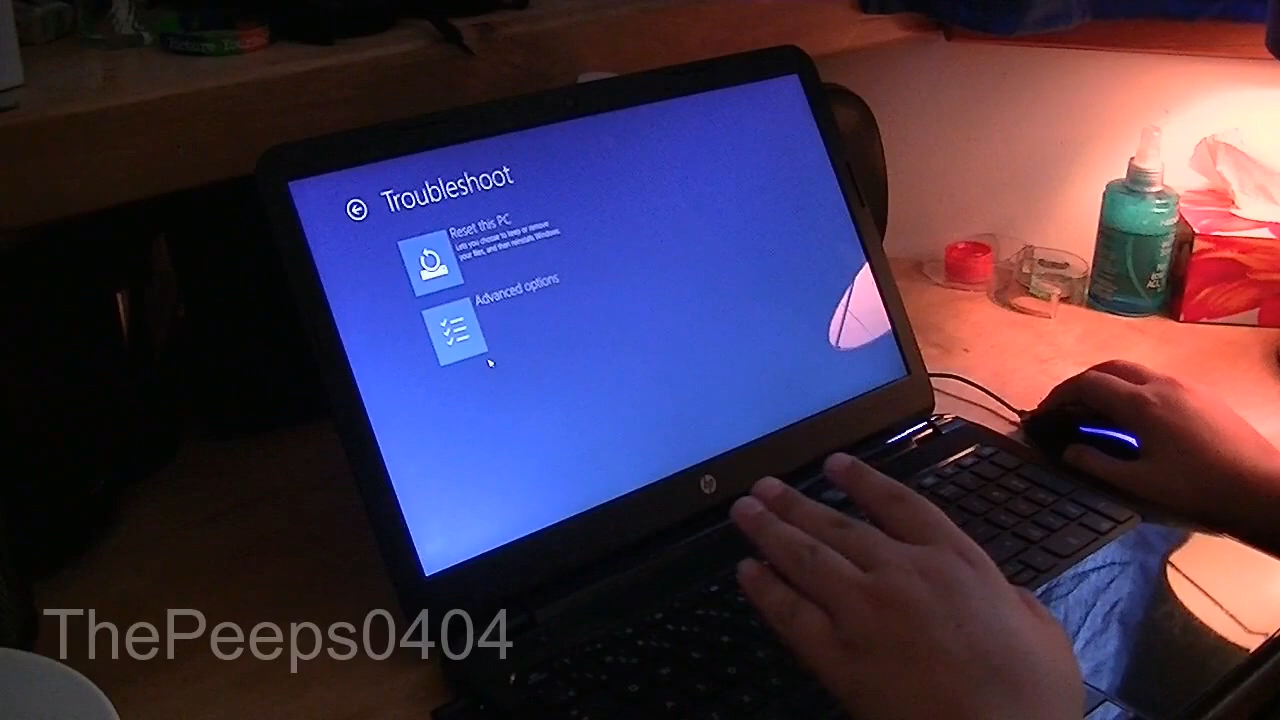 Troubleshoot
Reset this PC
Lets you choose to keep or remove
your files, and then reinstalls Windows.
Advanced options
hp
ThePeeps0404